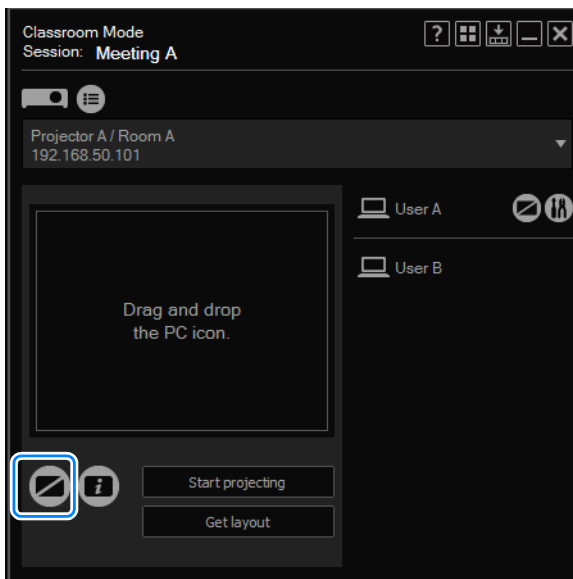 Classroom Mode
Session: Meeting A
?
Projector A / Room A
192.168.50.101
User A
User B
Drag and drop
the PC icon.
i
Start projecting
Get layout